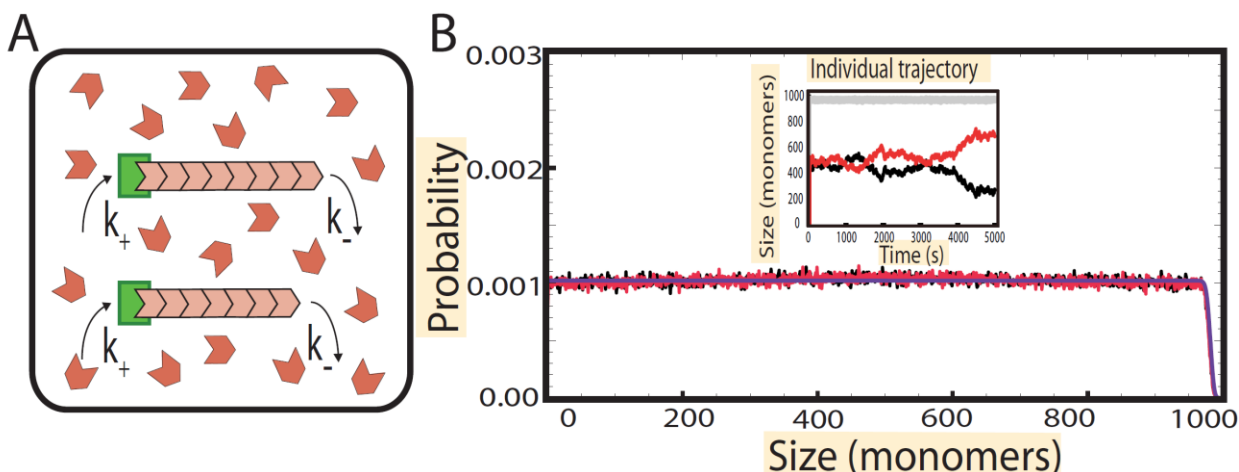 A
k₊
k₋
k₊
k₋
B
Probability
0.003
0.002
0.001
0.00
0 200 400 600 800 1000
Size (monomers)
Individual trajectory
Size (monomers)
1000
800
600
400
200
0
0 1000 2000 3000 4000 5000
Time (s)